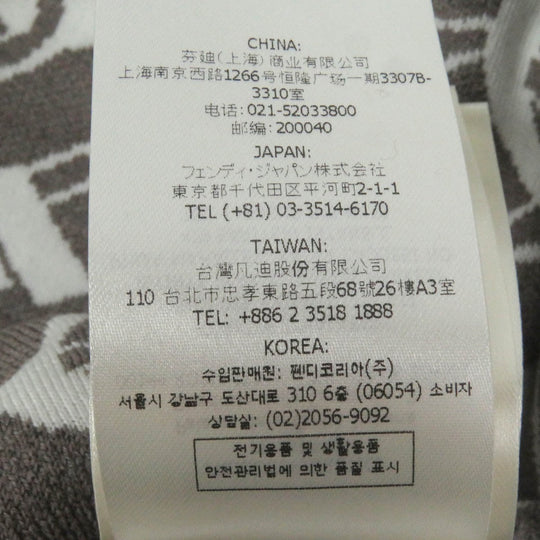 CHINA:
芬迪(上海)商业有限公司
上海南京西路1266号恒隆广场一期3307B-
3310室
电话: 021-52033800
邮编: 200040
JAPAN:
フェンディ・ジャパン株式会社
東京都千代田区平河町2-1-1
TEL (+81) 03-3514-6170
TAIWAN:
台灣凡迪股份有限公司
110 台北市忠孝東路五段68號26樓A3室
TEL: +886 2 3518 1888
KOREA:
수입판매원: 펜디코리아(주)
서울시 강남구 도산대로 310 6층 (06054) 소비자
상담실: (02)2056-9092
전기용품 및 생활용품
안전관리법에 의한 품질 표시